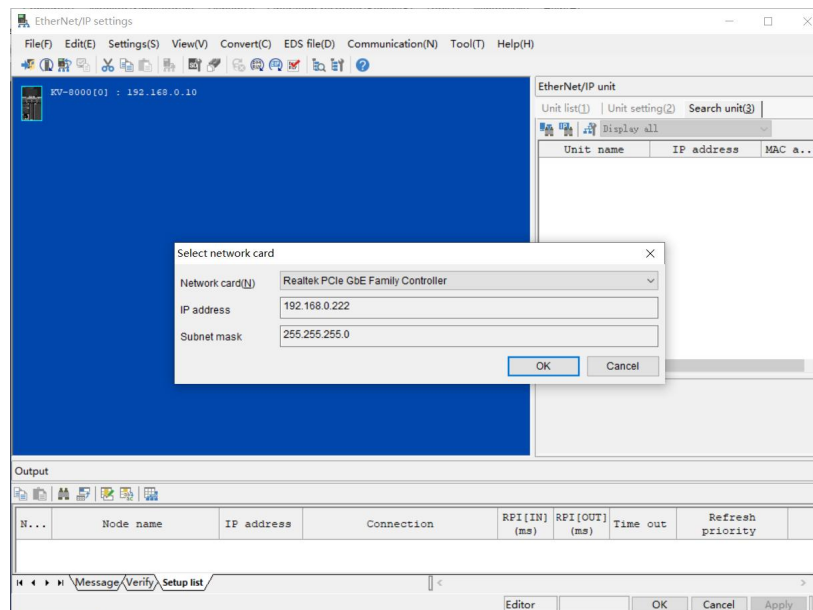 EtherNet/IP settings
File(F) Edit(E) Settings(S) View(V) Convert(C) EDS file(D) Communication(N) Tool(T) Help(H)
KV-8000[0] : 192.168.0.10
EtherNet/IP unit
Unit list(1) Unit setting(2) Search unit(3)
Display all
Unit name IP address MAC a..
Select network card
Network card(N) Realtek PCIe GbE Family Controller
IP address 192.168.0.222
Subnet mask 255.255.255.0
OK Cancel
Output
N... Node name IP address Connection RPI[IN] (ms) RPI[OUT] (ms) Time out Refresh priority
Message Verify Setup list
Editor OK Cancel Apply